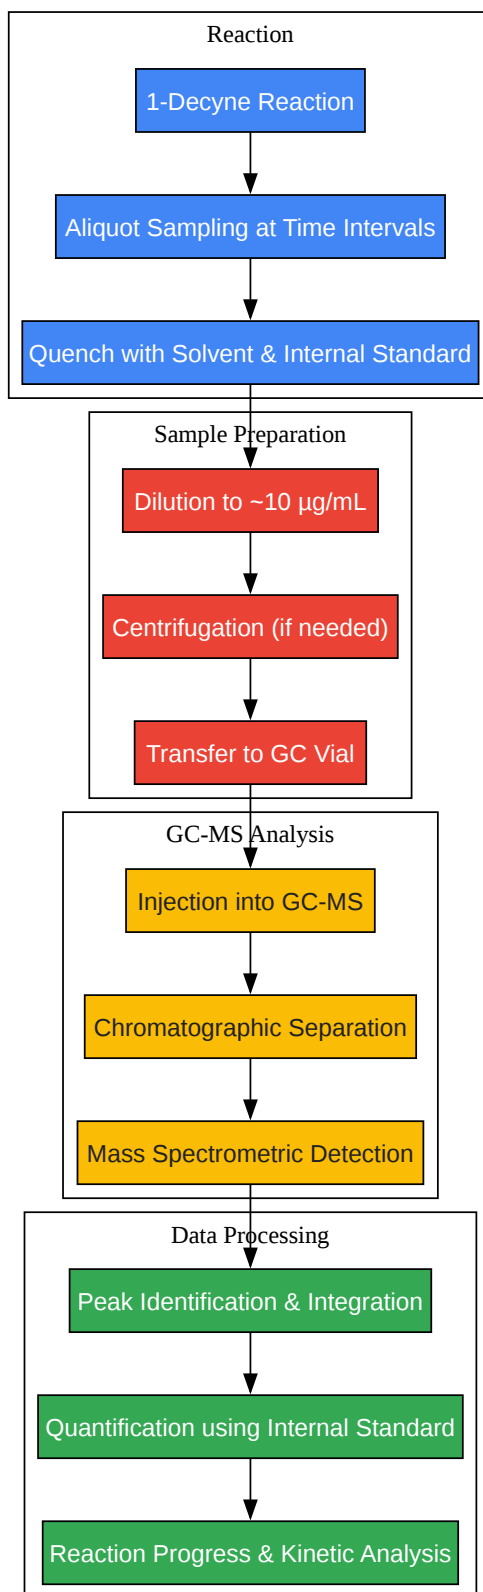 Reaction
1-Decyne Reaction
Aliquot Sampling at Time Intervals
Quench with Solvent & Internal Standard
Sample Preparation
Dilution to ~10 µg/mL
Centrifugation (if needed)
Transfer to GC Vial
GC-MS Analysis
Injection into GC-MS
Chromatographic Separation
Mass Spectrometric Detection
Data Processing
Peak Identification & Integration
Quantification using Internal Standard
Reaction Progress & Kinetic Analysis